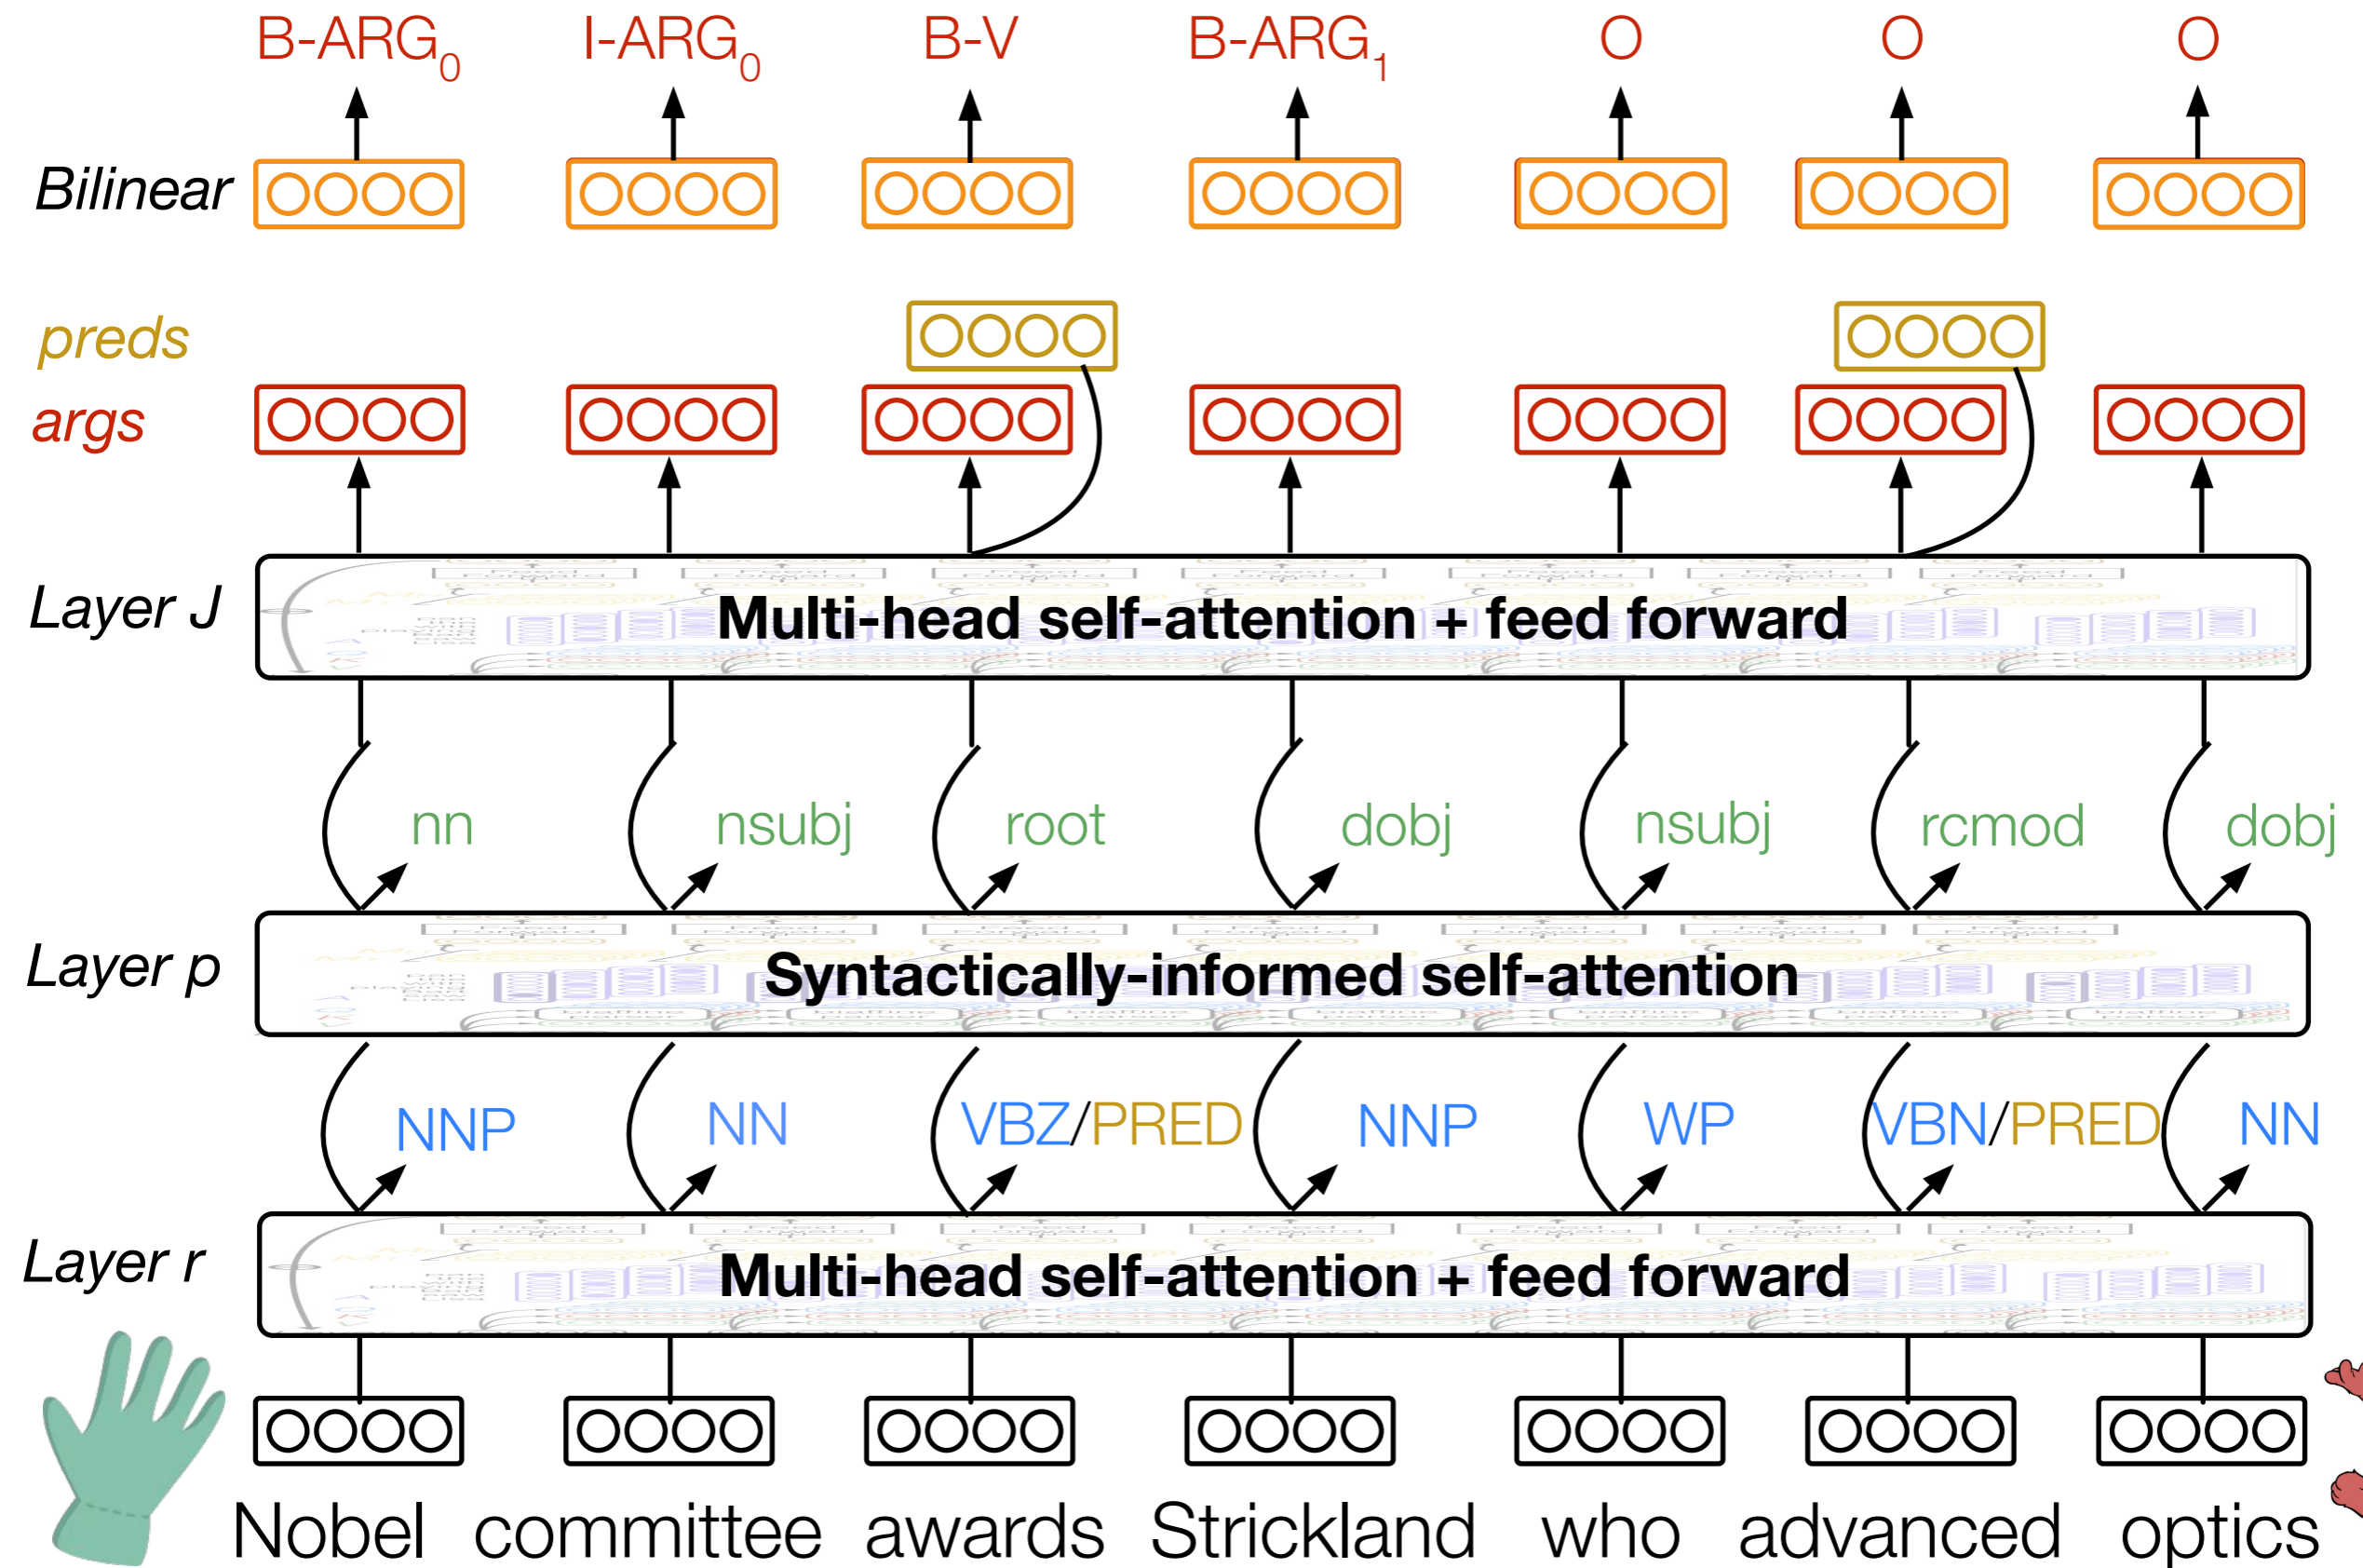 B-ARG0 I-ARG0 B-V B-ARG1 O O O
Bilinear
preds
args
Layer J Multi-head self-attention + feed forward
nn nsubj root dobj nsubj rcmod dobj
Layer p Syntactically-informed self-attention
NNP NN VBZ/PRED NNP WP VBN/PRED NN
Layer r Multi-head self-attention + feed forward
Nobel committee awards Strickland who advanced optics